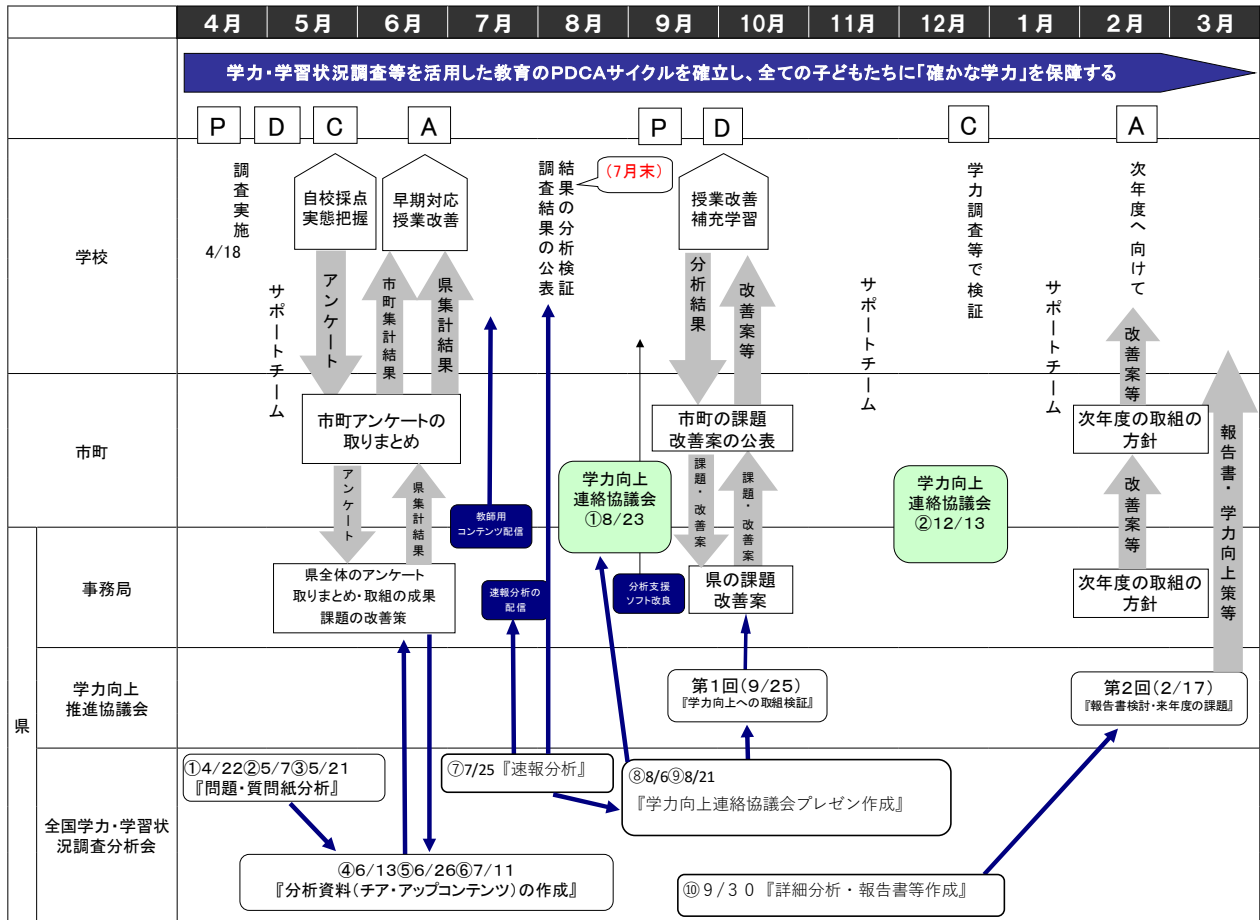 4月 5月 6月 7月 8月 9月 10月 11月 12月 1月 2月 3月
学力・学習状況調査等を活用した教育のPDCAサイクルを確立し、全ての子どもたちに「確かな学力」を保障する
P D C A P D C A
学校
調査実施
4/18
サポートチーム
自校採点
実態把握
アンケート
早期対応
授業改善
市町集計結果
県集計結果
結果の分析検証
調査結果の公表
(7月末)
授業改善
補充学習
分析結果
改善案等
サポートチーム
学力調査等で検証
サポートチーム
次年度へ向けて
改善案等
市町
市町アンケートの
取りまとめ
アンケート
県集計結果
教師用
コンテンツ配信
学力向上
連絡協議会
①8/23
市町の課題
改善案の公表
課題・改善案
課題・改善案
学力向上
連絡協議会
②12/13
次年度の取組の
方針
改善案等
報告書・学力向上策等
県
事務局
県全体のアンケート
取りまとめ・取組の成果
課題の改善策
速報分析の
配信
分析支援
ソフト改良
県の課題
改善案
次年度の取組の
方針
学力向上
推進協議会
第1回(9/25)
『学力向上への取組検証』
第2回(2/17)
『報告書検討・来年度の課題』
全国学力・学習状
況調査分析会
①4/22②5/7③5/21
『問題・質問紙分析』
⑦7/25『速報分析』
⑧8/6⑨8/21
『学力向上連絡協議会プレゼン作成』
④6/13⑤6/26⑥7/11
『分析資料(チア・アップコンテンツ)の作成』
⑩9/30『詳細分析・報告書等作成』